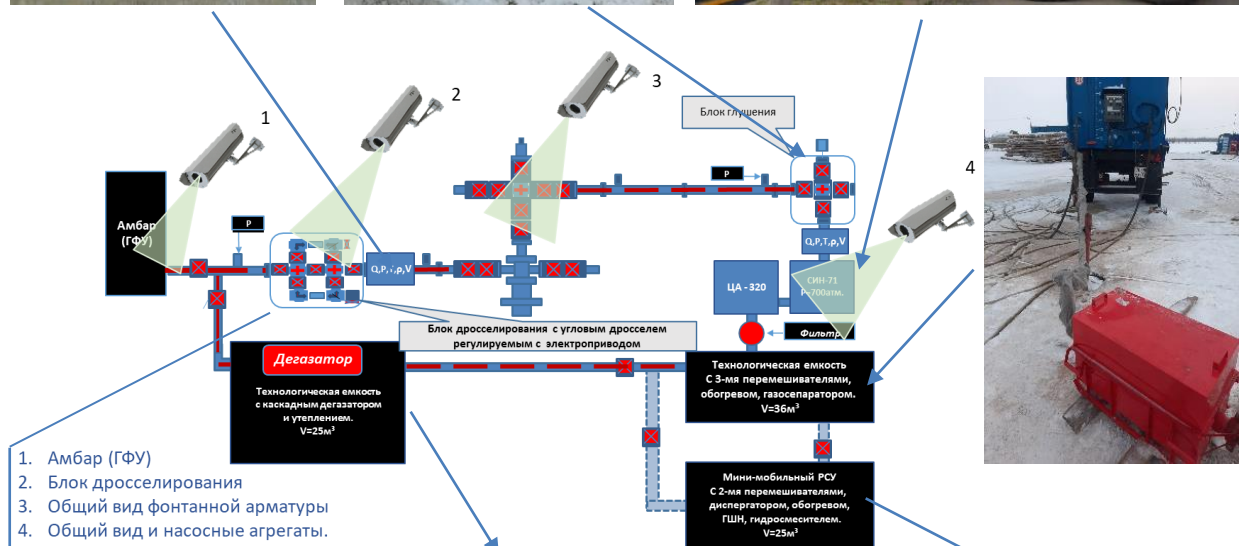 1
2
3
4
Блок глушения
P
P
Амбар
(ГФУ)
Q,P,T,ρ,V
ЦА - 320
СИН-71
Р=700атм.
Фильтр
Блок дросселирования с угловым дросселем
регулируемым с электроприводом
Дегазатор
Технологическая емкость
с каскадным дегазатором
и утеплением.
V=25м³
Технологическая емкость
С 3-мя перемешивателями,
обогревом, газосепаратором.
V=36м³
Мини-мобильный РСУ
С 2-мя перемешивателями,
диспергатором, обогревом,
ГШН, гидросмесителем.
V=25м³
1. Амбар (ГФУ)
2. Блок дросселирования
3. Общий вид фонтанной арматуры
4. Общий вид и насосные агрегаты.